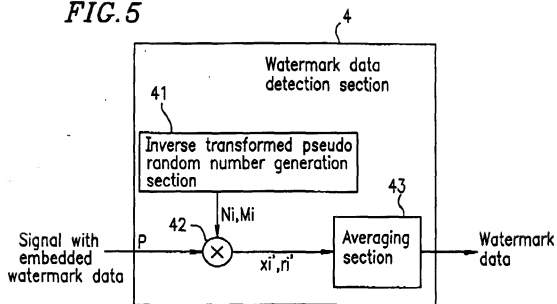 FIG. 5
4
Watermark data
detection section
41
Inverse transformed pseudo
random number generation
section
Ni,Mi
42
43
Signal with
embedded
watermark data
P
×
xi',ri'
Averaging
section
Watermark
data